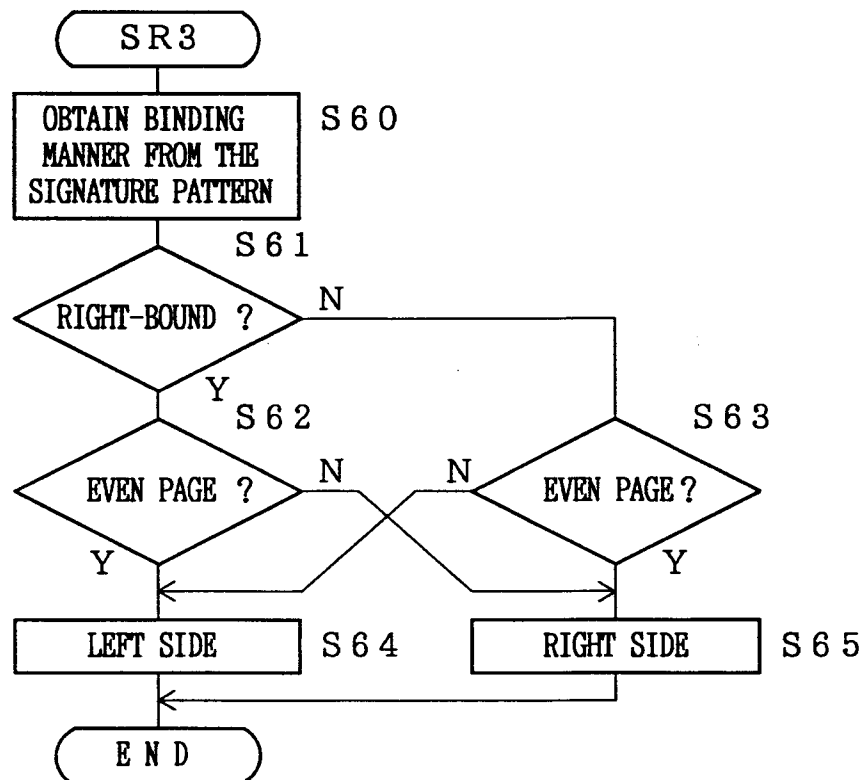 SR3
OBTAIN BINDING
MANNER FROM THE
SIGNATURE PATTERN
S60
S61
RIGHT-BOUND ?
N
Y
S62
S63
EVEN PAGE ?
N
N
EVEN PAGE?
Y
Y
LEFT SIDE
S64
RIGHT SIDE
S65
END